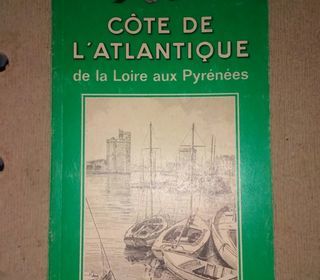 CÔTE DE
L'ATLANTIQUE
de la Loire aux Pyrénées